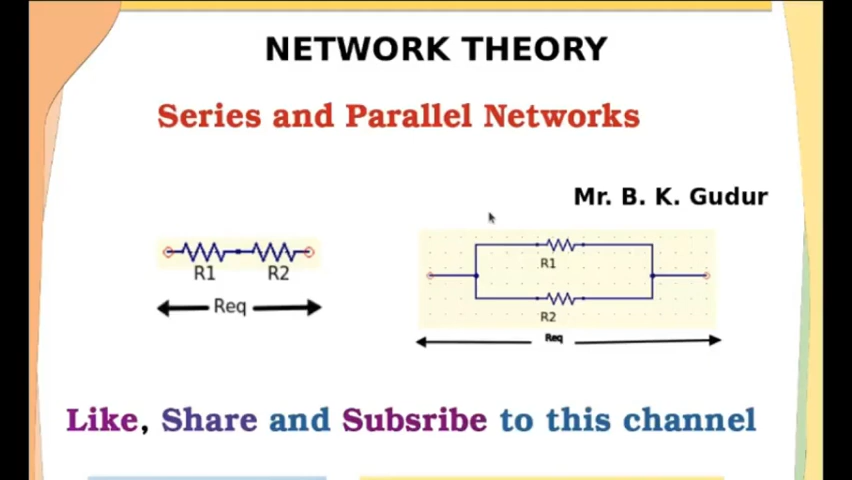 NETWORK THEORY
Series and Parallel Networks
Mr. B. K. Gudur
R1 R2
Req
R1
R2
Req
Like, Share and Subsribe to this channel